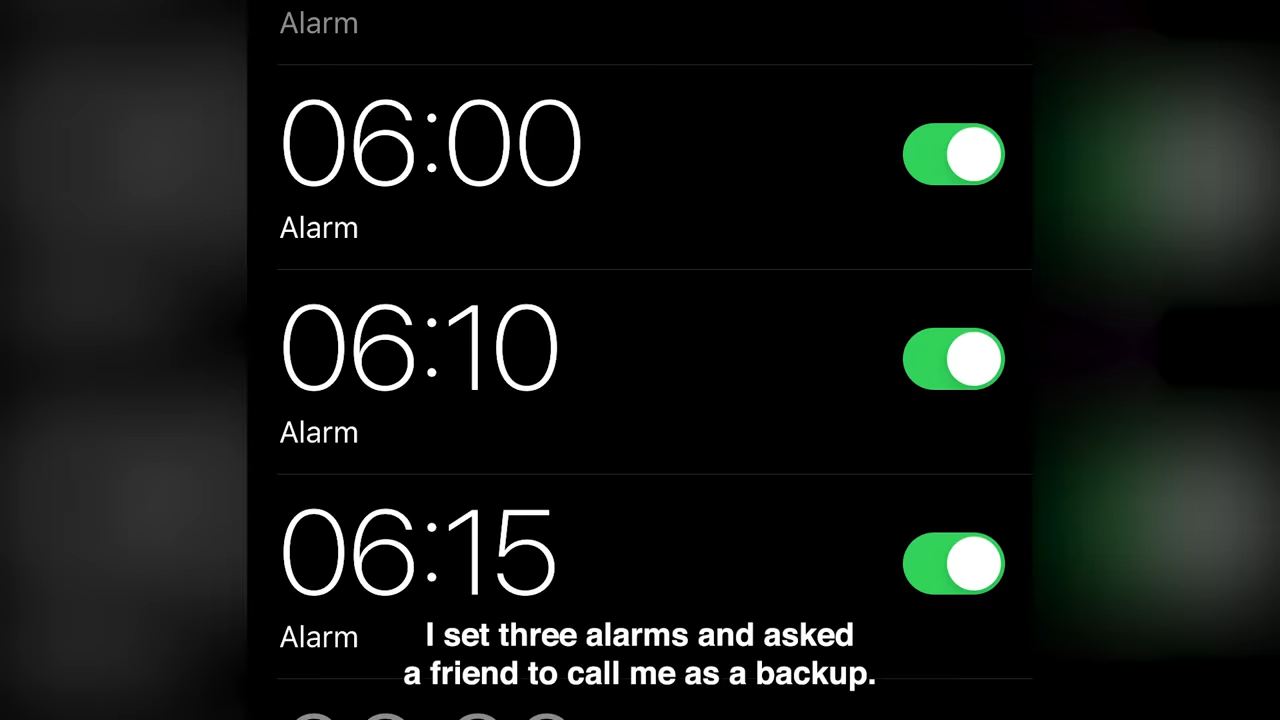 Alarm
06:00
Alarm
06:10
Alarm
06:15
Alarm
I set three alarms and asked
a friend to call me as a backup.